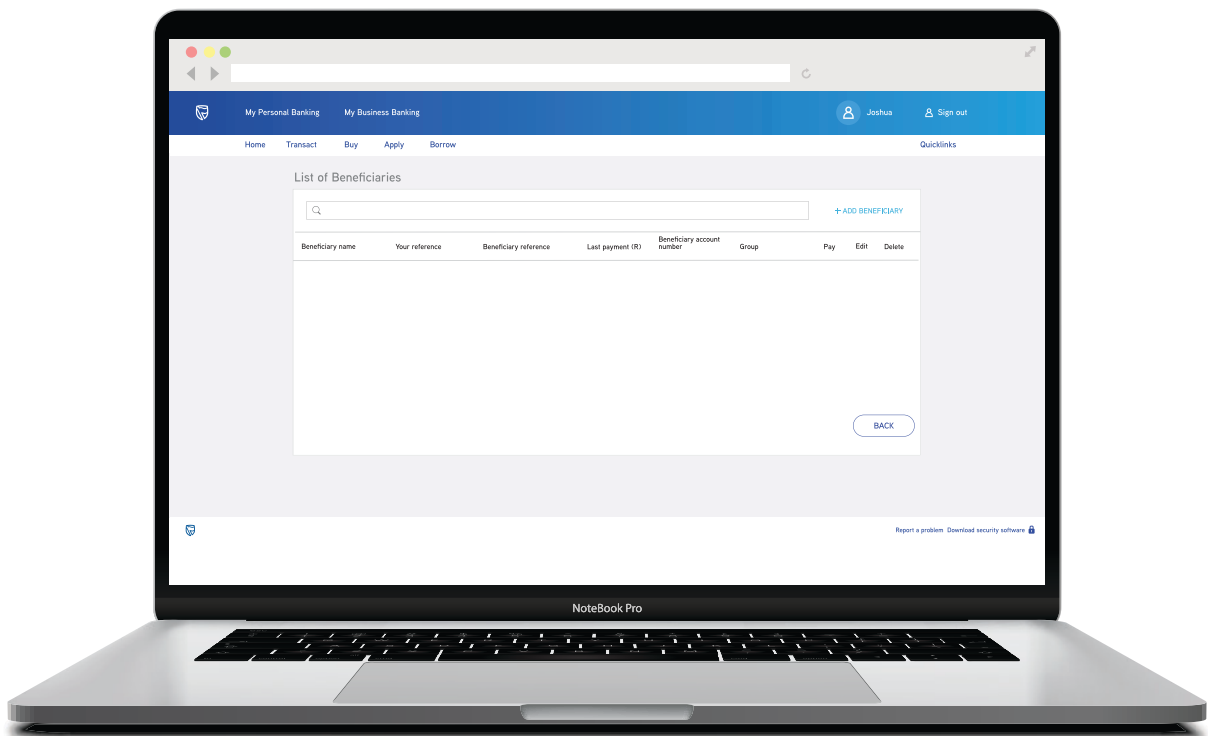 My Personal Banking My Business Banking Joshua Sign out
Home Transact Buy Apply Borrow Quicklinks
List of Beneficiaries
+ ADD BENEFICIARY
Beneficiary name Your reference Beneficiary reference Last payment (R) Beneficiary account number Group Pay Edit Delete
BACK
Report a problem Download security software
NoteBook Pro